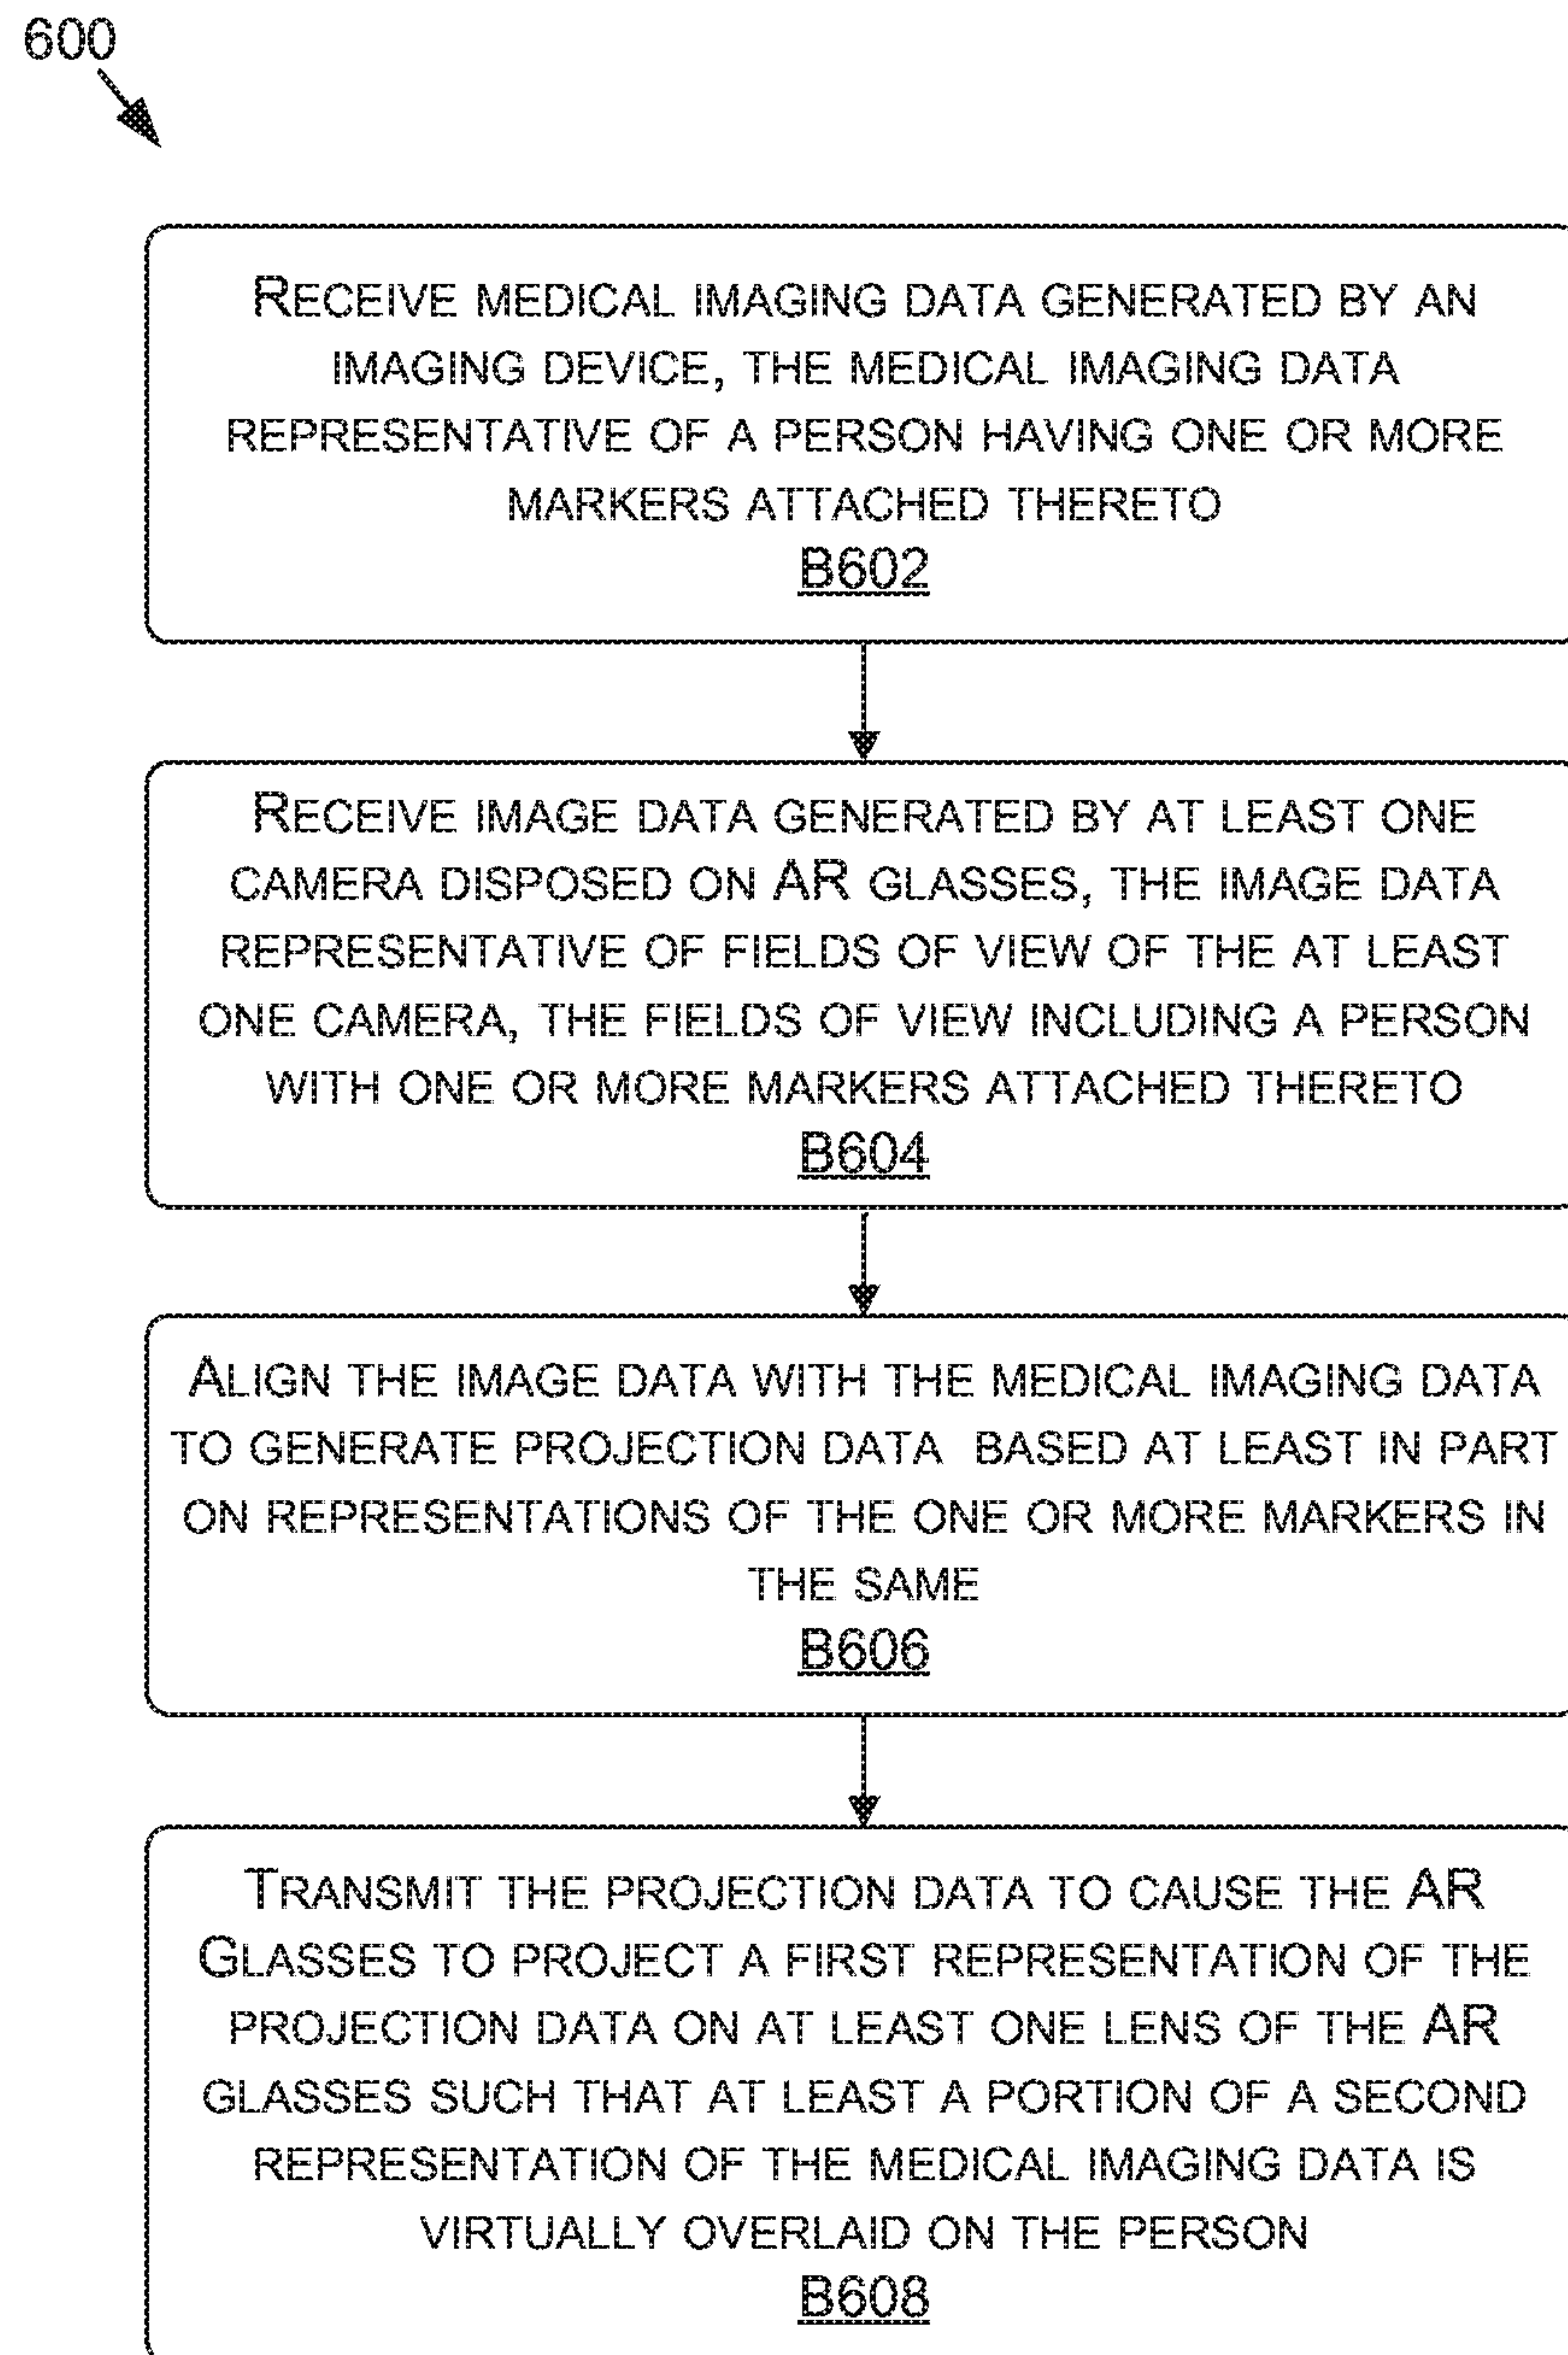 600
RECEIVE MEDICAL IMAGING DATA GENERATED BY AN
IMAGING DEVICE, THE MEDICAL IMAGING DATA
REPRESENTATIVE OF A PERSON HAVING ONE OR MORE
MARKERS ATTACHED THERETO
B602
RECEIVE IMAGE DATA GENERATED BY AT LEAST ONE
CAMERA DISPOSED ON AR GLASSES, THE IMAGE DATA
REPRESENTATIVE OF FIELDS OF VIEW OF THE AT LEAST
ONE CAMERA, THE FIELDS OF VIEW INCLUDING A PERSON
WITH ONE OR MORE MARKERS ATTACHED THERETO
B604
ALIGN THE IMAGE DATA WITH THE MEDICAL IMAGING DATA
TO GENERATE PROJECTION DATA BASED AT LEAST IN PART
ON REPRESENTATIONS OF THE ONE OR MORE MARKERS IN
THE SAME
B606
TRANSMIT THE PROJECTION DATA TO CAUSE THE AR
GLASSES TO PROJECT A FIRST REPRESENTATION OF THE
PROJECTION DATA ON AT LEAST ONE LENS OF THE AR
GLASSES SUCH THAT AT LEAST A PORTION OF A SECOND
REPRESENTATION OF THE MEDICAL IMAGING DATA IS
VIRTUALLY OVERLAID ON THE PERSON
B608